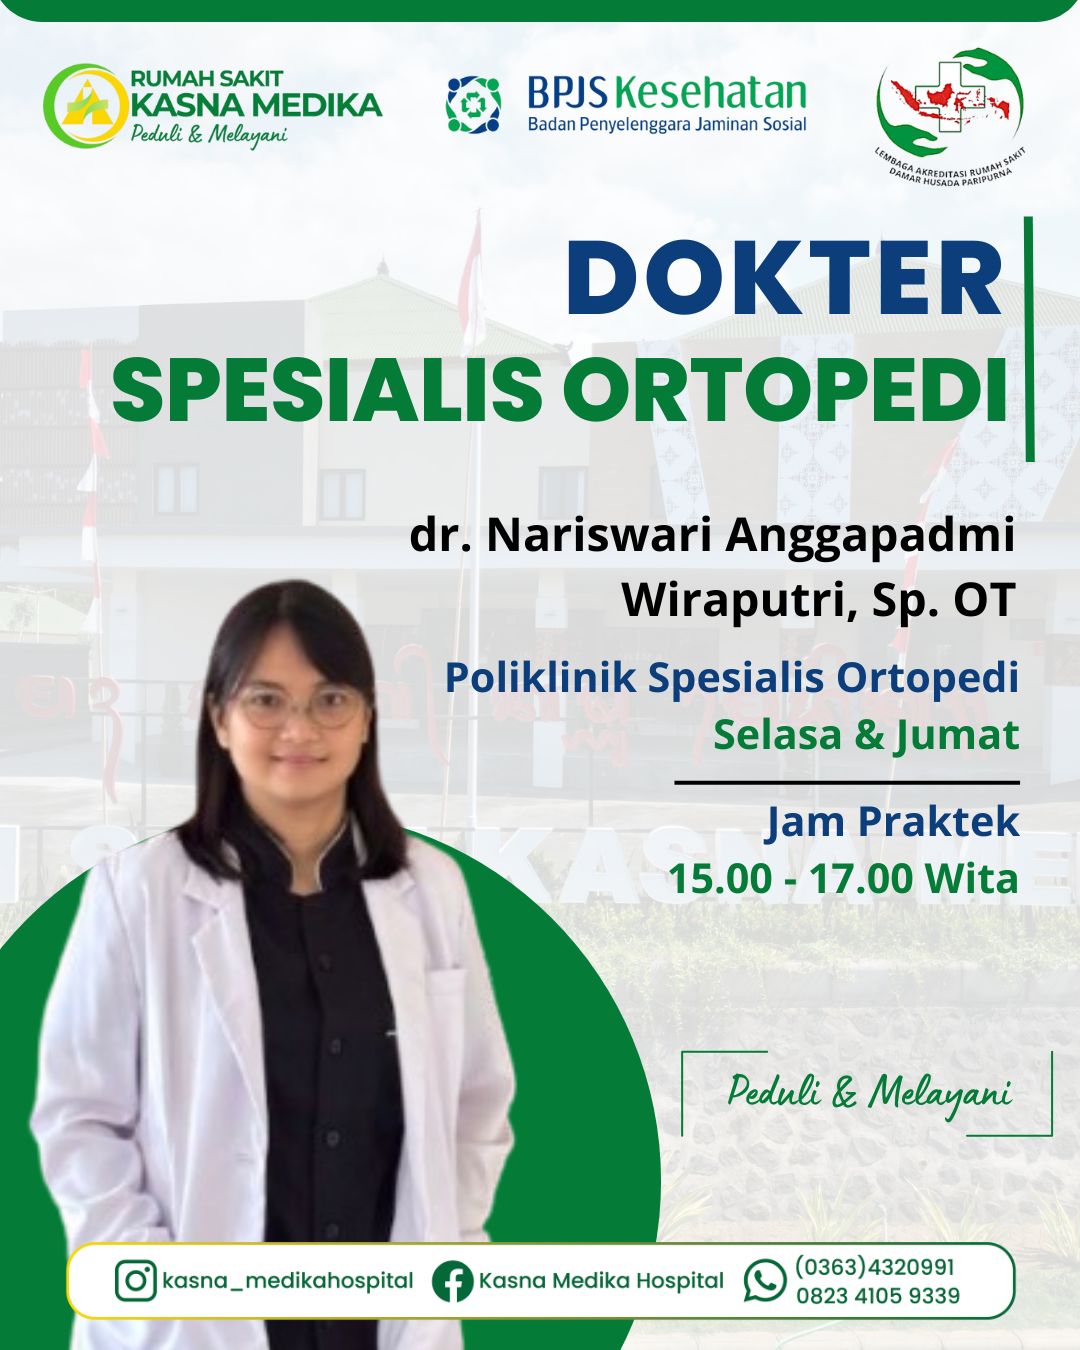 RUMAH SAKIT
KASNA MEDIKA
Peduli & Melayani
BPJS Kesehatan
Badan Penyelenggara Jaminan Sosial
LEMBAGA AKREDITASI RUMAH SAKIT
DAMAR HUSADA PARIPURNA
DOKTER
SPESIALIS ORTOPEDI
dr. Nariswari Anggapadmi
Wiraputri, Sp. OT
Poliklinik Spesialis Ortopedi
Selasa & Jumat
Jam Praktek
15.00 - 17.00 Wita
KASNA ME
Peduli & Melayani
kasna_medikahospital
Kasna Medika Hospital
(0363)4320991
0823 4105 9339